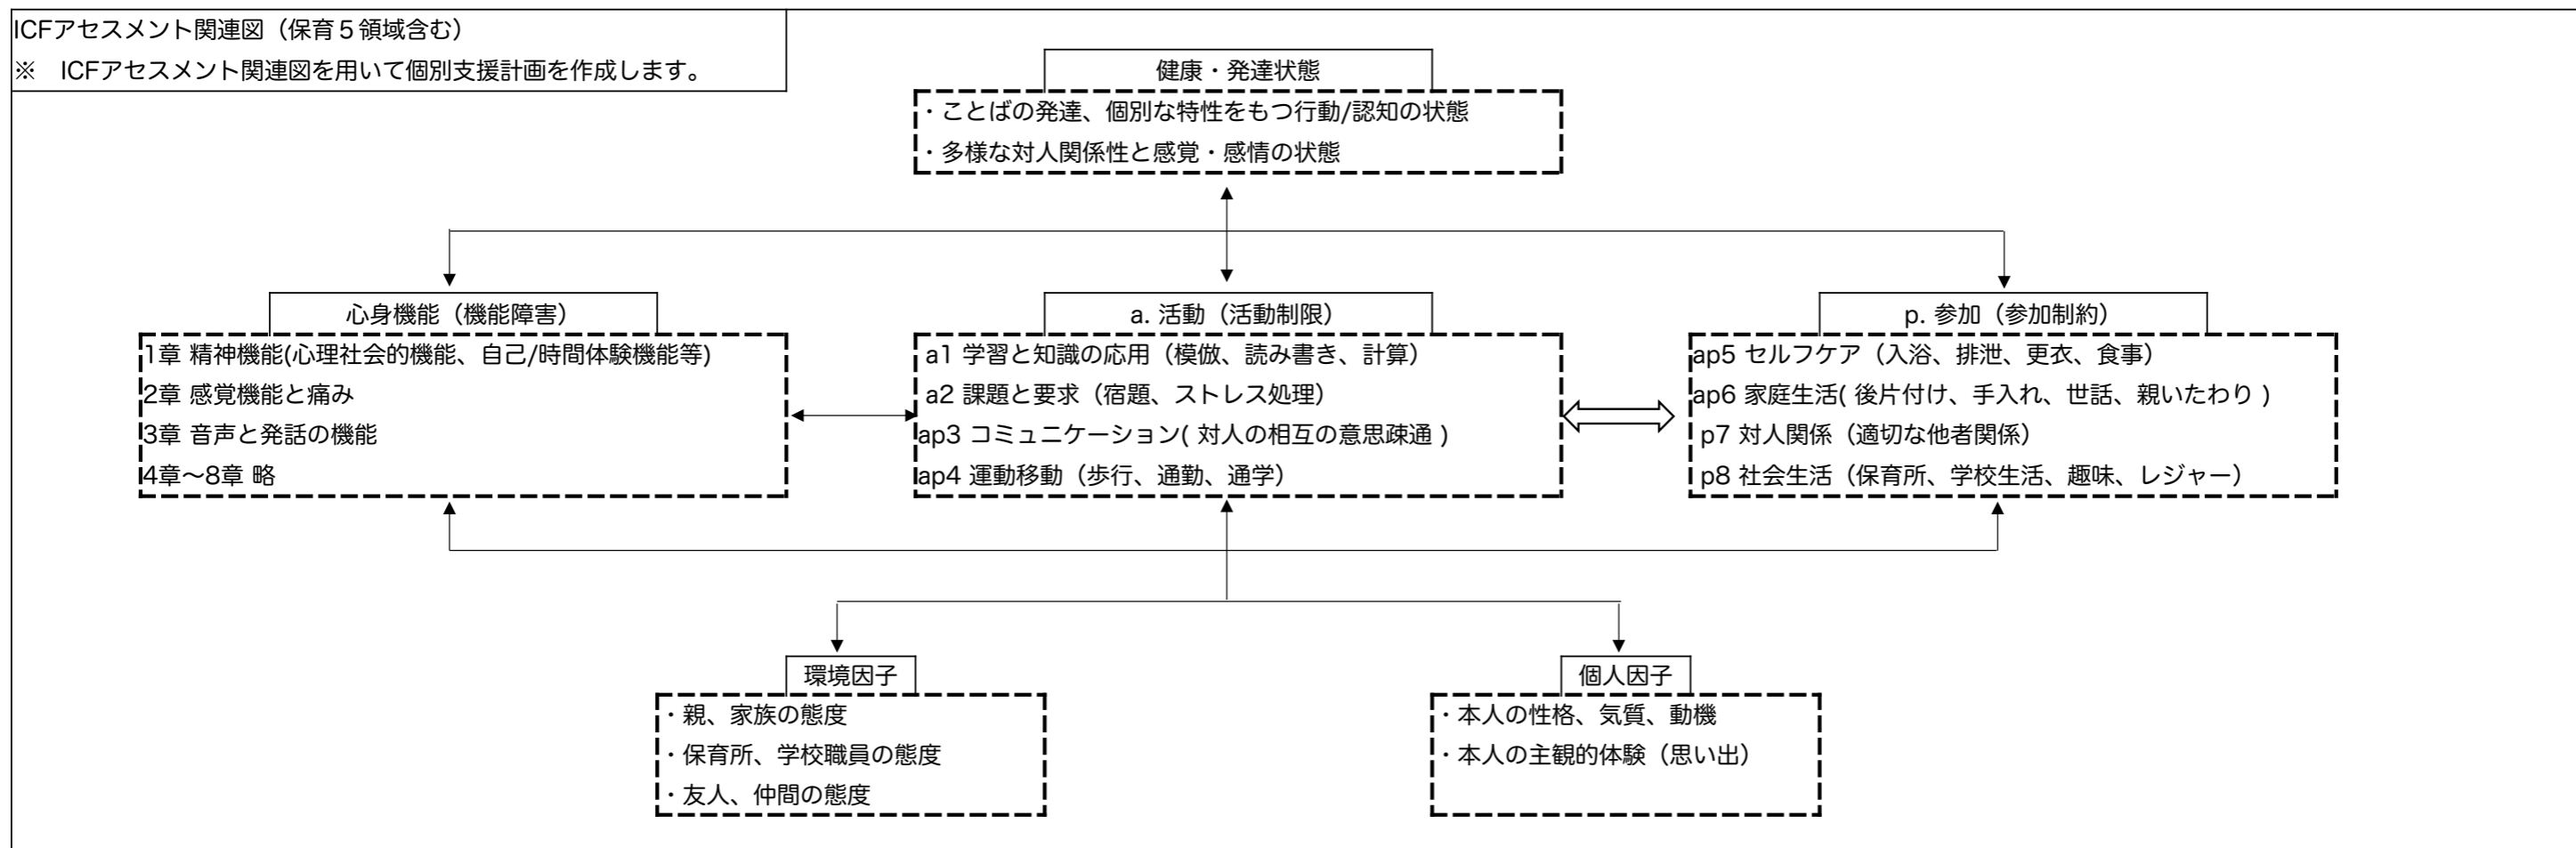 ICFアセスメント関連図（保育５領域含む）
※　ICFアセスメント関連図を用いて個別支援計画を作成します。
健康・発達状態
・ことばの発達、個別な特性をもつ行動/認知の状態
・多様な対人関係性と感覚・感情の状態
心身機能（機能障害）
1章 精神機能(心理社会的機能、自己/時間体験機能等)
2章 感覚機能と痛み
3章 音声と発話の機能
4章～8章 略
a. 活動（活動制限）
a1 学習と知識の応用（模倣、読み書き、計算）
a2 課題と要求（宿題、ストレス処理）
ap3 コミュニケーション( 対人の相互の意思疎通 )
ap4 運動移動（歩行、通勤、通学）
p. 参加（参加制約）
ap5 セルフケア（入浴、排泄、更衣、食事）
ap6 家庭生活( 後片付け、手入れ、世話、親いたわり )
p7 対人関係（適切な他者関係）
p8 社会生活（保育所、学校生活、趣味、レジャー）
環境因子
・親、家族の態度
・保育所、学校職員の態度
・友人、仲間の態度
個人因子
・本人の性格、気質、動機
・本人の主観的体験（思い出）